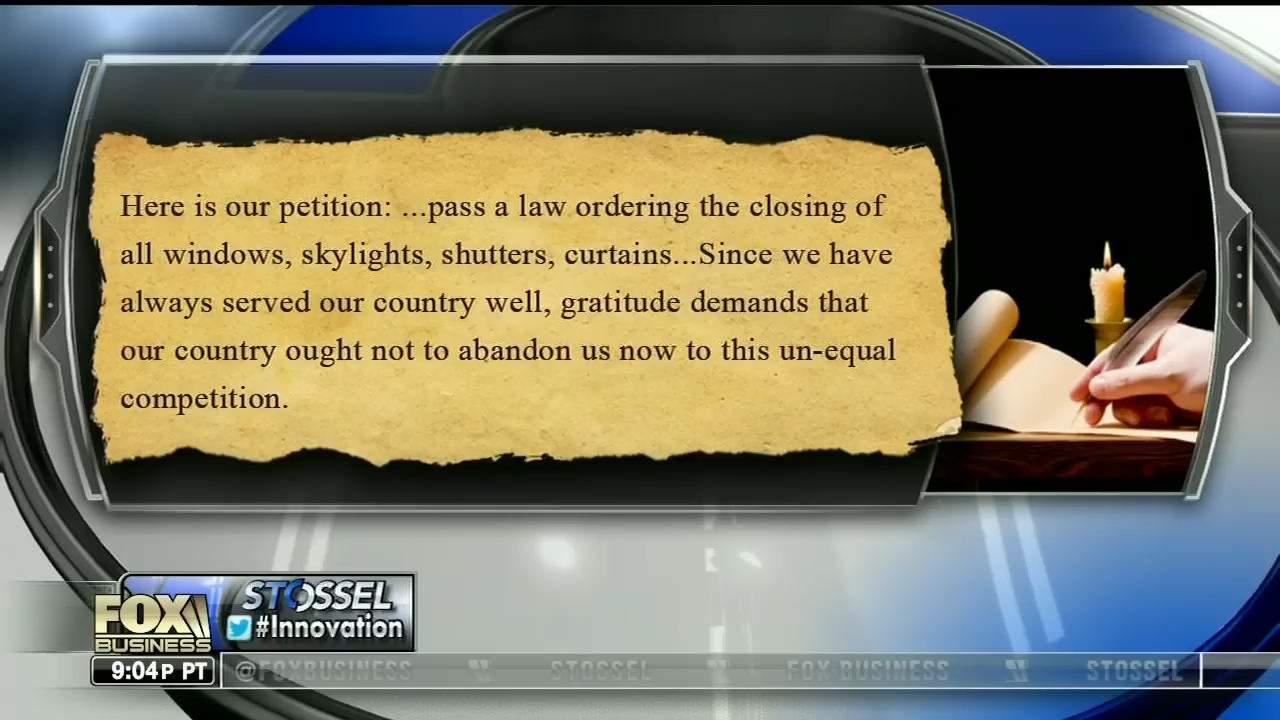 Here is our petition: ...pass a law ordering the closing of
all windows, skylights, shutters, curtains...Since we have
always served our country well, gratitude demands that
our country ought not to abandon us now to this un-equal
competition.
STOSSEL
#Innovation
FOX
BUSINESS
9:04P PT
@FOXBUSINESS STOSSEL FOX BUSINESS STOSSEL